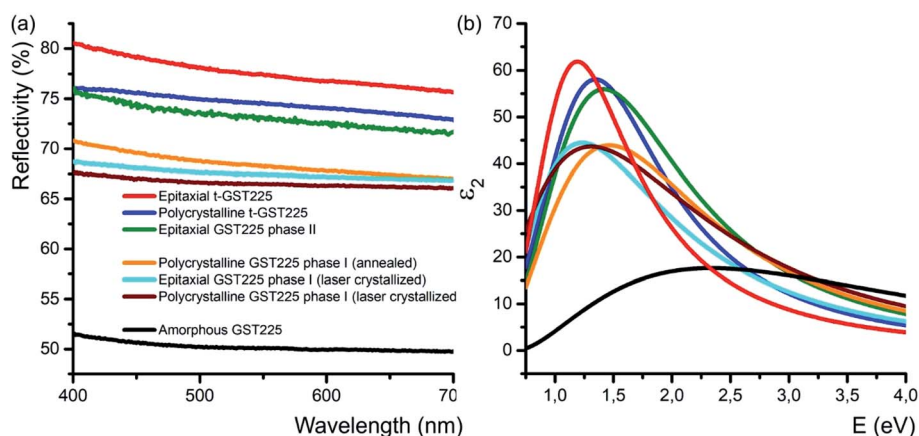 (a)
Reflectivity (%)
80
75
70
65
60
55
50
Epitaxial t-GST225
Polycrystalline t-GST225
Epitaxial GST225 phase II
Polycrystalline GST225 phase I (annealed)
Epitaxial GST225 phase I (laser crystallized)
Polycrystalline GST225 phase I (laser crystallized
Amorphous GST225
400
500
600
70
Wavelength (nm)
(b)
ε2
70
60
50
40
30
20
10
0
1,0
1,5
2,0
2,5
3,0
3,5
4,0
E (eV)